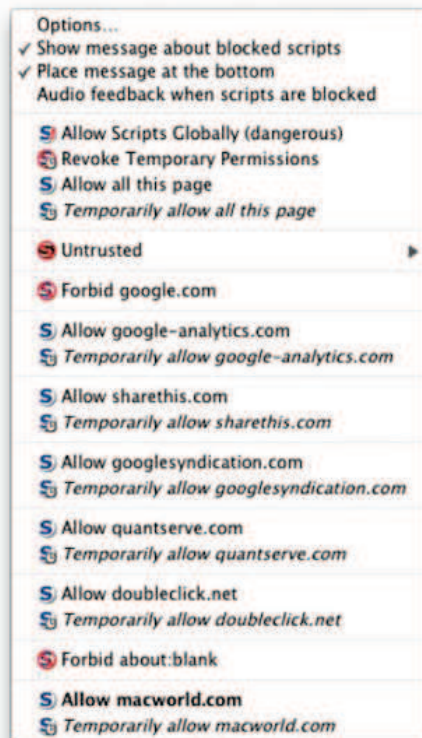 Options...
✓ Show message about blocked scripts
✓ Place message at the bottom
Audio feedback when scripts are blocked
Allow Scripts Globally (dangerous)
Revoke Temporary Permissions
Allow all this page
Temporarily allow all this page
Untrusted
Forbid google.com
Allow google-analytics.com
Temporarily allow google-analytics.com
Allow sharethis.com
Temporarily allow sharethis.com
Allow googlesyndication.com
Temporarily allow googlesyndication.com
Allow quantserve.com
Temporarily allow quantserve.com
Allow doubleclick.net
Temporarily allow doubleclick.net
Forbid about:blank
Allow macworld.com
Temporarily allow macworld.com